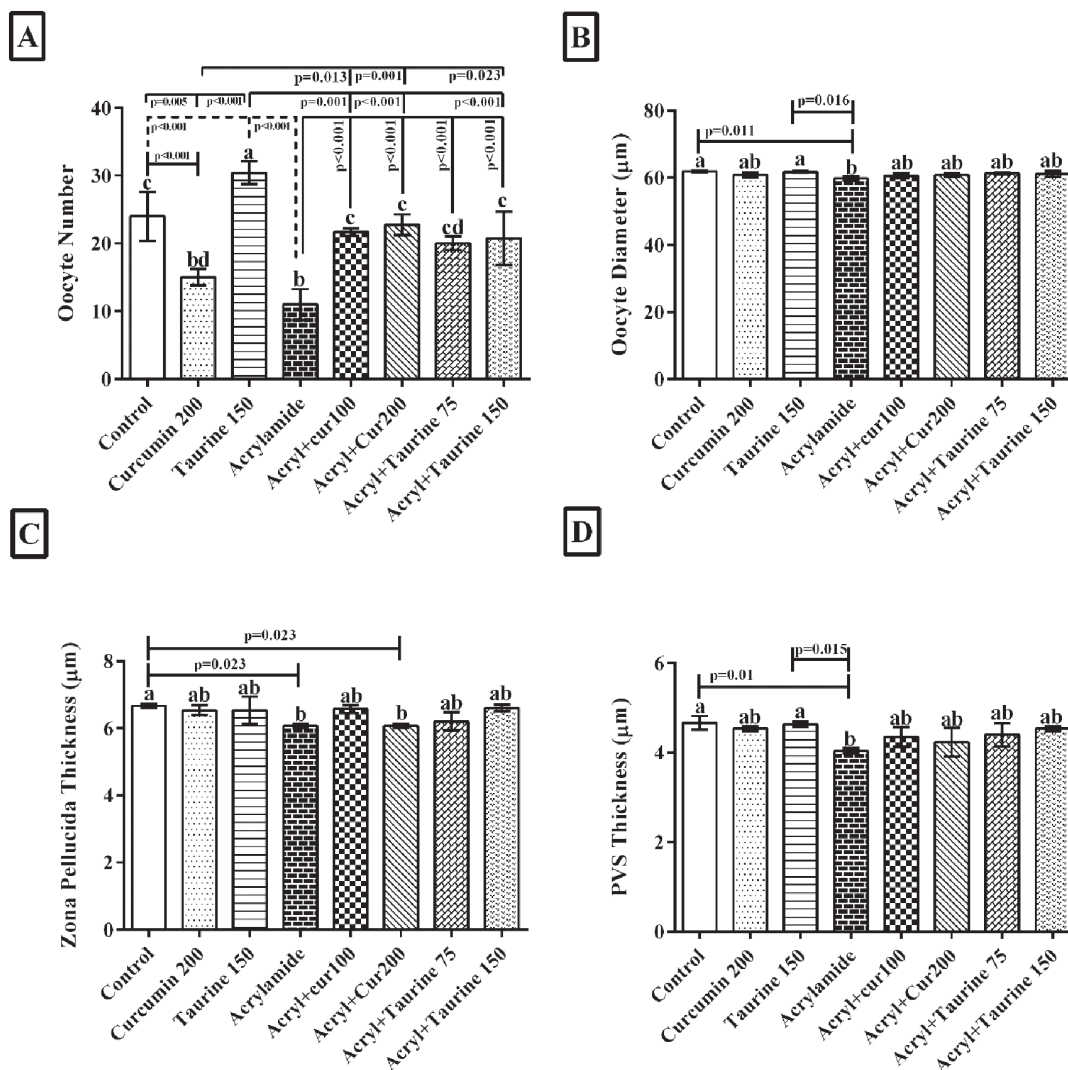 A
p=0.013 p=0.001 p=0.023
p=0.005 p<0.001 p=0.001 p<0.001 p<0.001
p<0.001 p<0.001
p<0.001
p<0.001 p<0.001 p<0.001 p<0.001
Oocyte Number
40
30
20
10
0
c bd a b c c cd c
Control
Curcumin 200
Taurine 150
Acrylamide
Acryl+cur100
Acryl+Cur200
Acryl+Taurine 75
Acryl+Taurine 150
B
p=0.016
p=0.011
Oocyte Diameter (μm)
80
60
40
20
0
a ab a b ab ab ab ab
Control
Curcumin 200
Taurine 150
Acrylamide
Acryl+cur100
Acryl+Cur200
Acryl+Taurine 75
Acryl+Taurine 150
C
p=0.023
p=0.023
Zona Pellucida Thickness (μm)
8
6
4
2
0
a ab ab b ab b ab ab
Control
Curcumin 200
Taurine 150
Acrylamide
Acryl+cur100
Acryl+Cur200
Acryl+Taurine 75
Acryl+Taurine 150
D
p=0.015
p=0.01
PVS Thickness (μm)
6
4
2
0
a ab a b ab ab ab ab
Control
Curcumin 200
Taurine 150
Acrylamide
Acryl+cur100
Acryl+Cur200
Acryl+Taurine 75
Acryl+Taurine 150